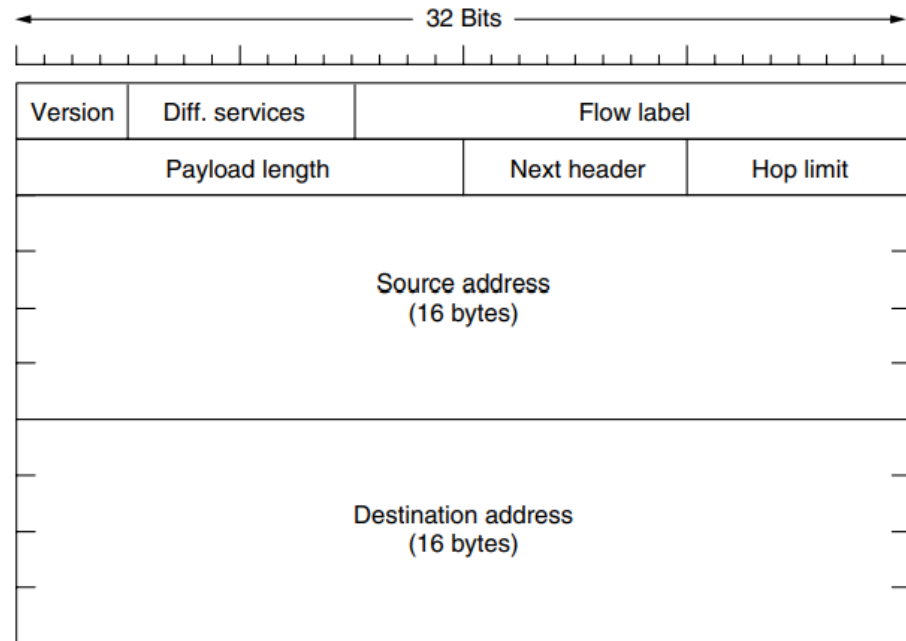 32 Bits
Version Diff. services Flow label
Payload length Next header Hop limit
Source address
(16 bytes)
Destination address
(16 bytes)